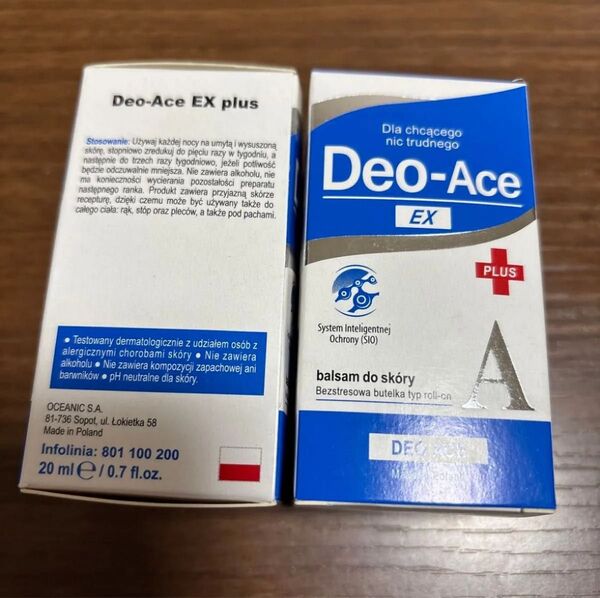 Deo-Ace EX plus
Stosowanie: Używaj każdej nocy na umytą i wysuszoną
skórę, stopniowo zredukuj do pięciu razy w tygodniu, a
następnie do trzech razy tygodniowo, jeżeli potliwość
będzie odczuwalnie mniejsza. Nie zawiera alkoholu, nie
ma konieczności wycierania pozostałości preparatu
następnego ranka. Produkt zawiera przyjazną skórze
recepturę, dzięki czemu może być używany także do
całego ciała: rąk, stóp oraz pleców, a także pod pachami.
• Testowany dermatologicznie z udziałem osób z
alergicznymi chorobami skóry • Nie zawiera
alkoholu • Nie zawiera kompozycji zapachowej ani
barwników • pH neutralne dla skóry.
OCEANIC S.A.
81-736 Sopot, ul. Łokietka 58
Made in Poland
Infolinia: 801 100 200
20 ml ℮ / 0.7 fl.oz.
Dla chcącego
nic trudnego
Deo-Ace
EX
PLUS
System Inteligentnej
Ochrony (SIO)
A
balsam do skóry
Bezstresowa butelka typ roll-on